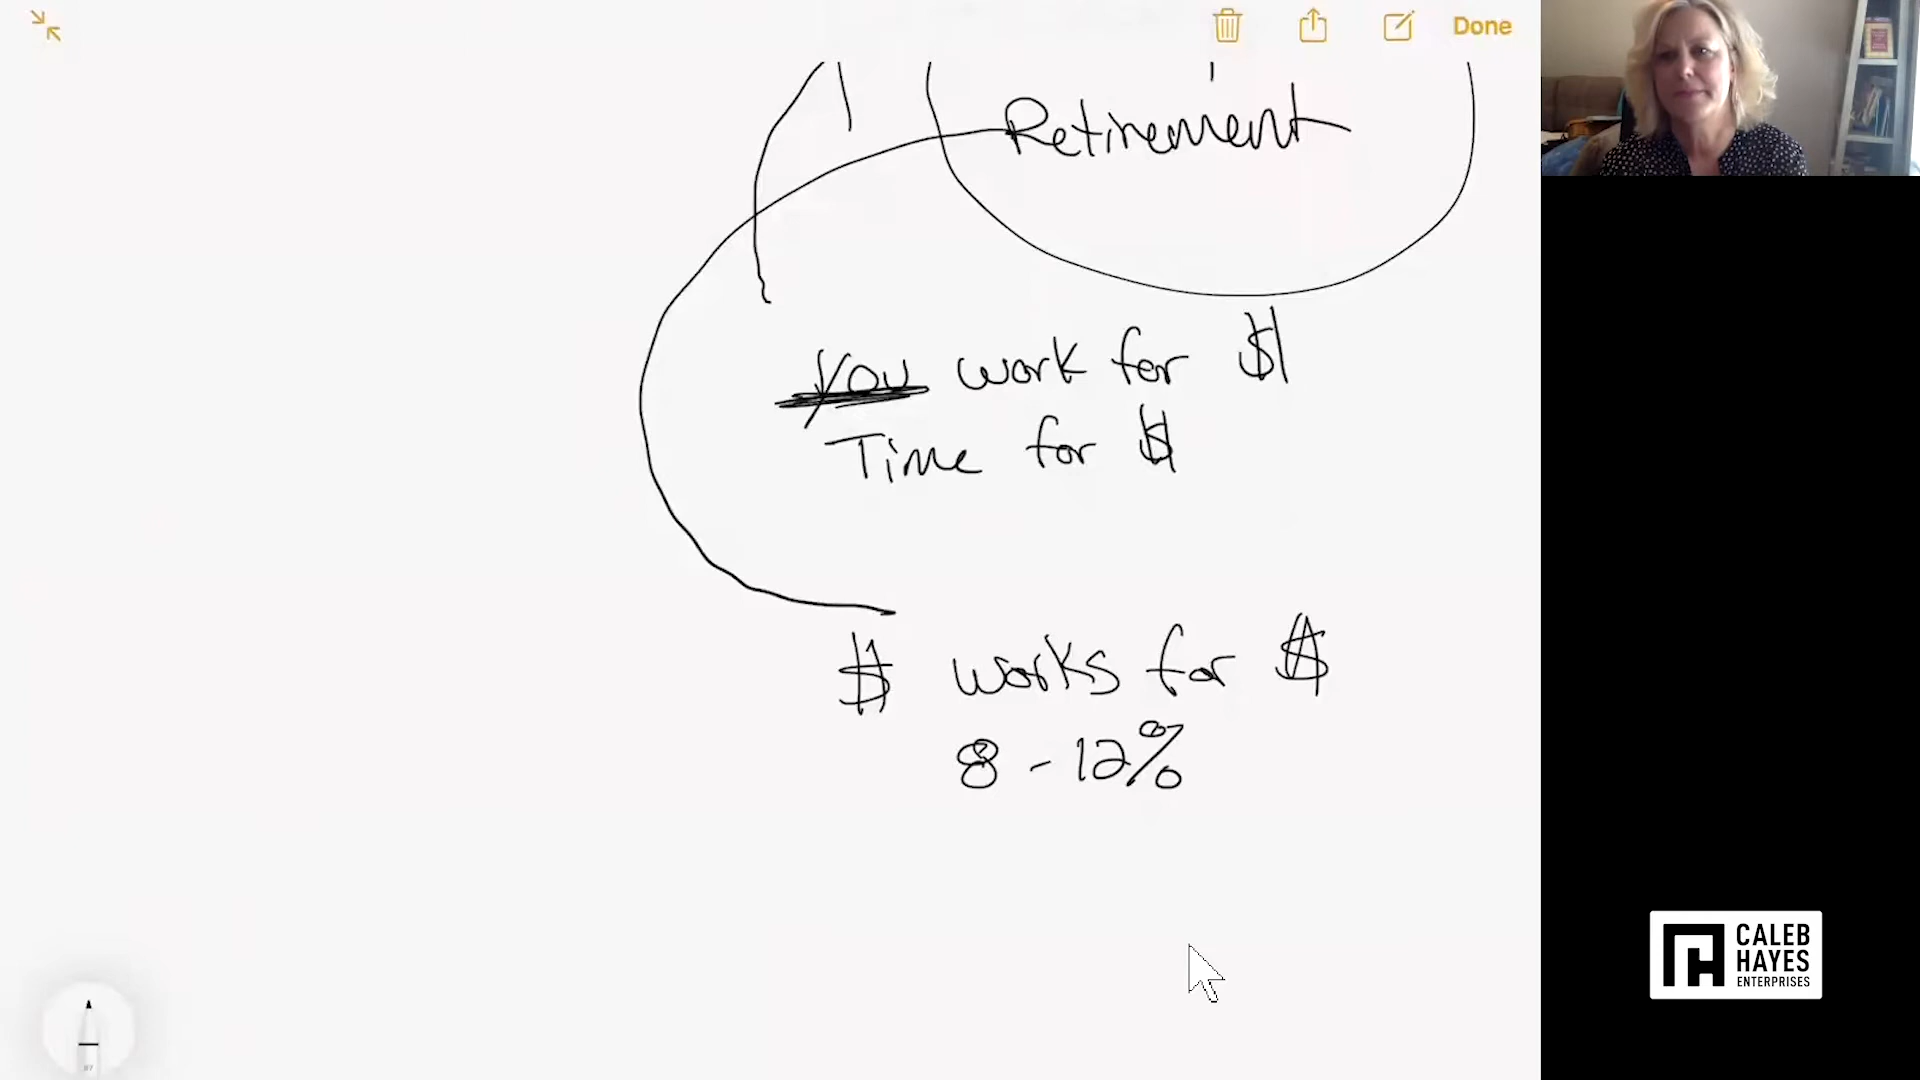 Done
Retirement
you work for $
Time for $
$ works for $
8 - 12%
CALEB
HAYES
ENTERPRISES